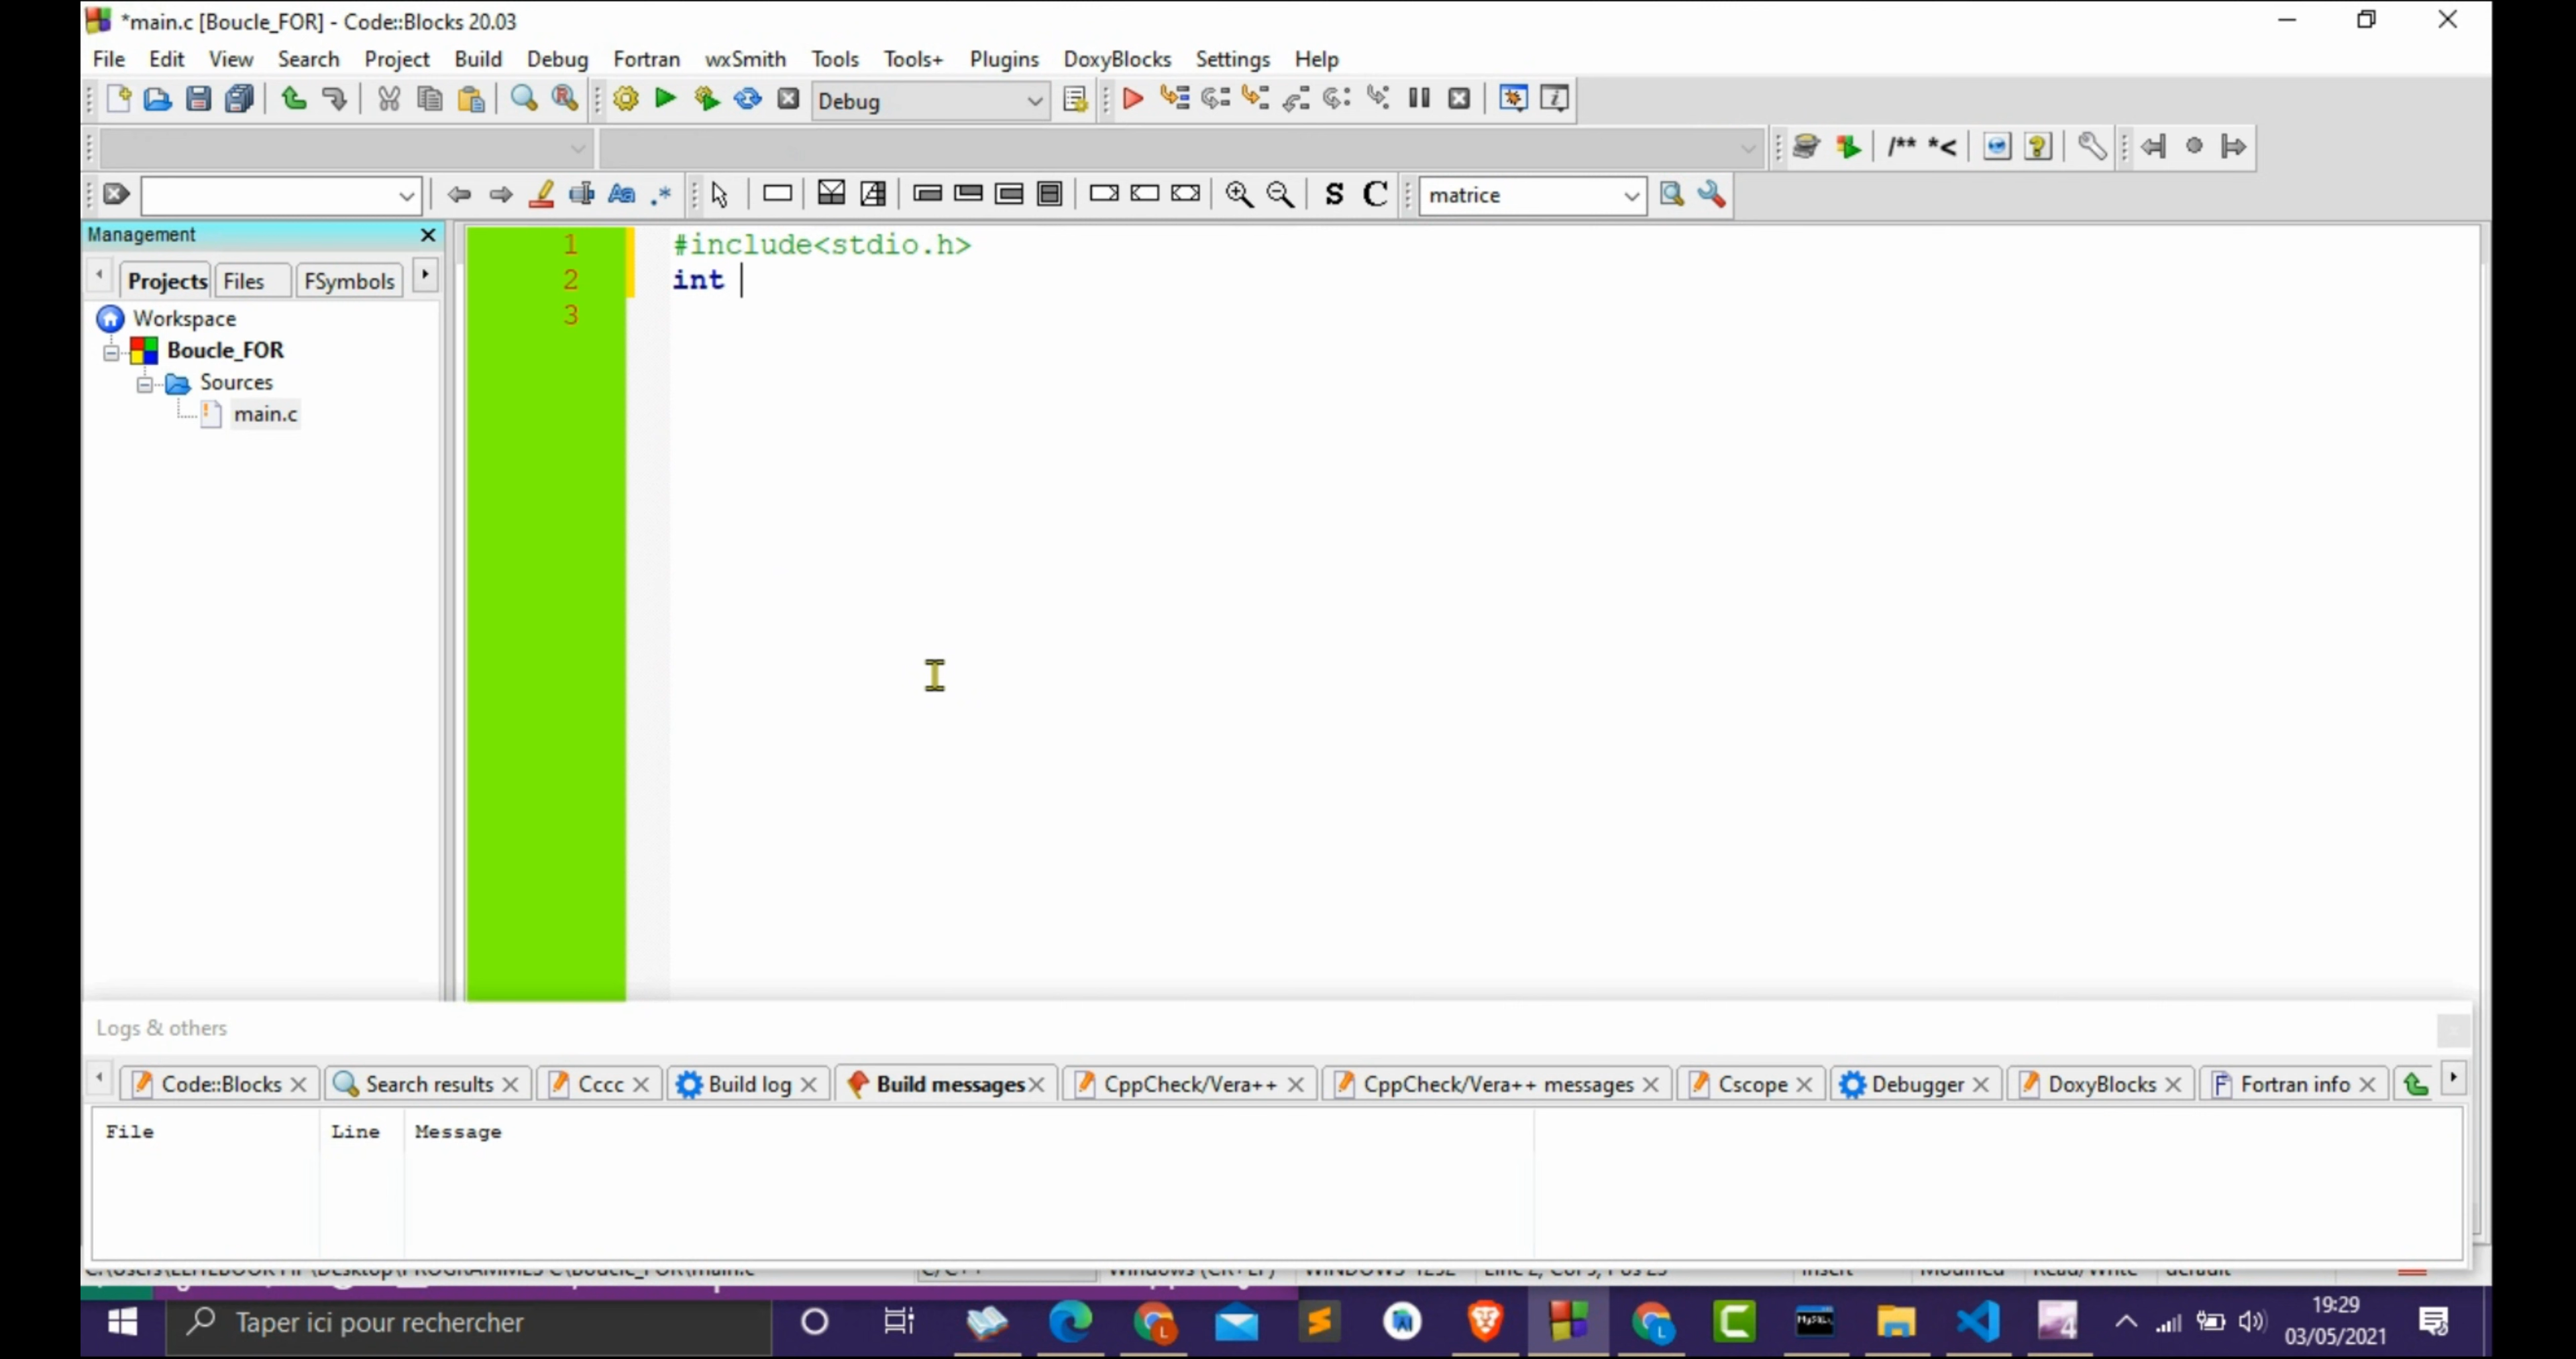 *main.c [Boucle_FOR] - Code::Blocks 20.03
File Edit View Search Project Build Debug Fortran wxSmith Tools Tools+ Plugins DoxyBlocks Settings Help
Debug
/** *<
S C matrice
Management
Projects Files FSymbols
Workspace
Boucle_FOR
Sources
main.c
1 #include<stdio.h>
2 int
3
Logs & others
Code::Blocks Search results Cccc Build log Build messages CppCheck/Vera++ CppCheck/Vera++ messages Cscope Debugger DoxyBlocks Fortran info
File Line Message
Taper ici pour rechercher
19:29
03/05/2021